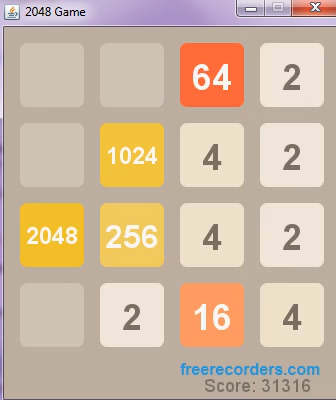 2048 Game
64 2
1024 4 2
2048 256 4 2
2 16 4
freerecorders.com
Score: 31316